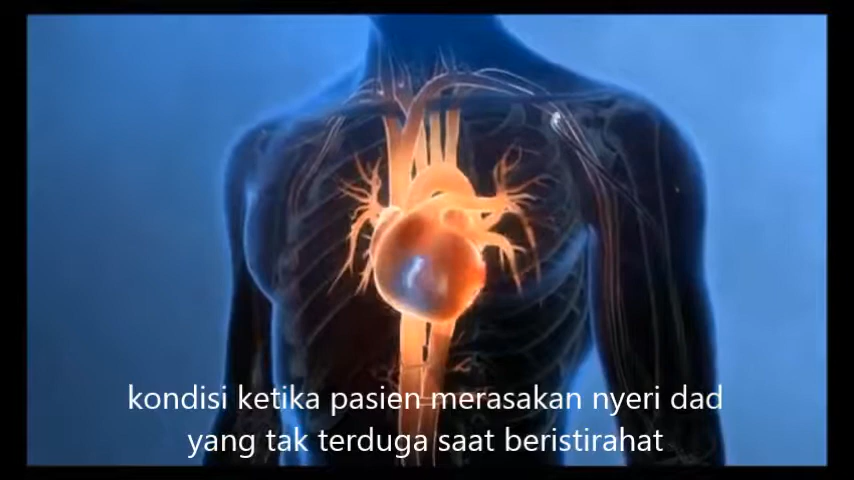 kondisi ketika pasien merasakan nyeri dad
yang tak terduga saat beristirahat